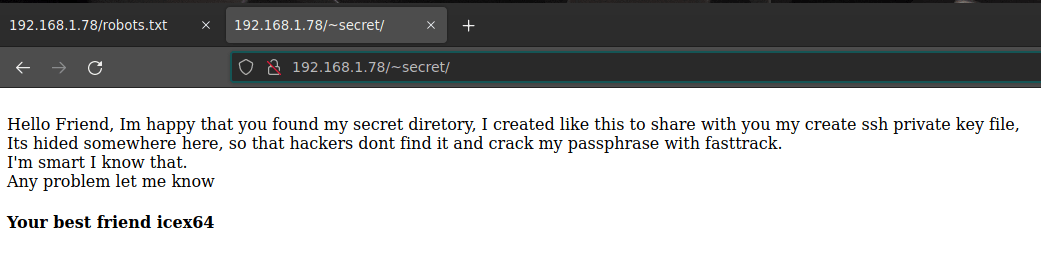 192.168.1.78/robots.txt
192.168.1.78/~secret/
192.168.1.78/~secret/
Hello Friend, Im happy that you found my secret diretory, I created like this to share with you my create ssh private key file,
Its hided somewhere here, so that hackers dont find it and crack my passphrase with fasttrack.
I'm smart I know that.
Any problem let me know
Your best friend icex64